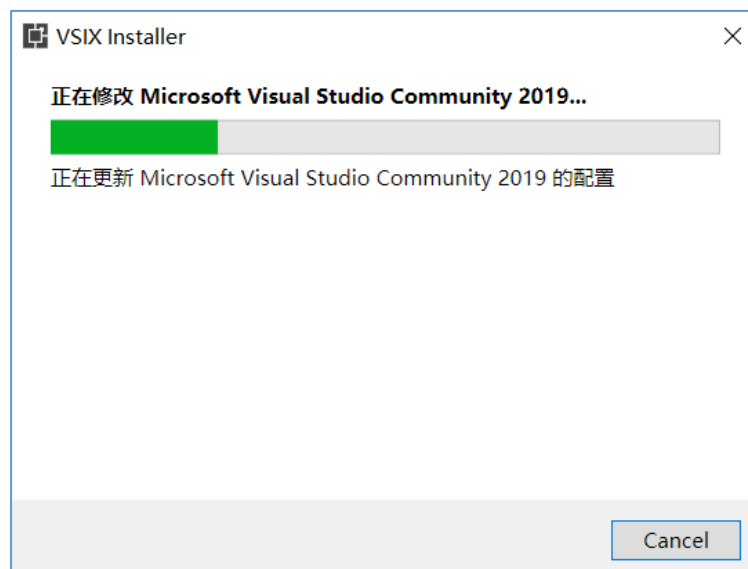 VSIX Installer
正在修改 Microsoft Visual Studio Community 2019...
正在更新 Microsoft Visual Studio Community 2019 的配置
Cancel